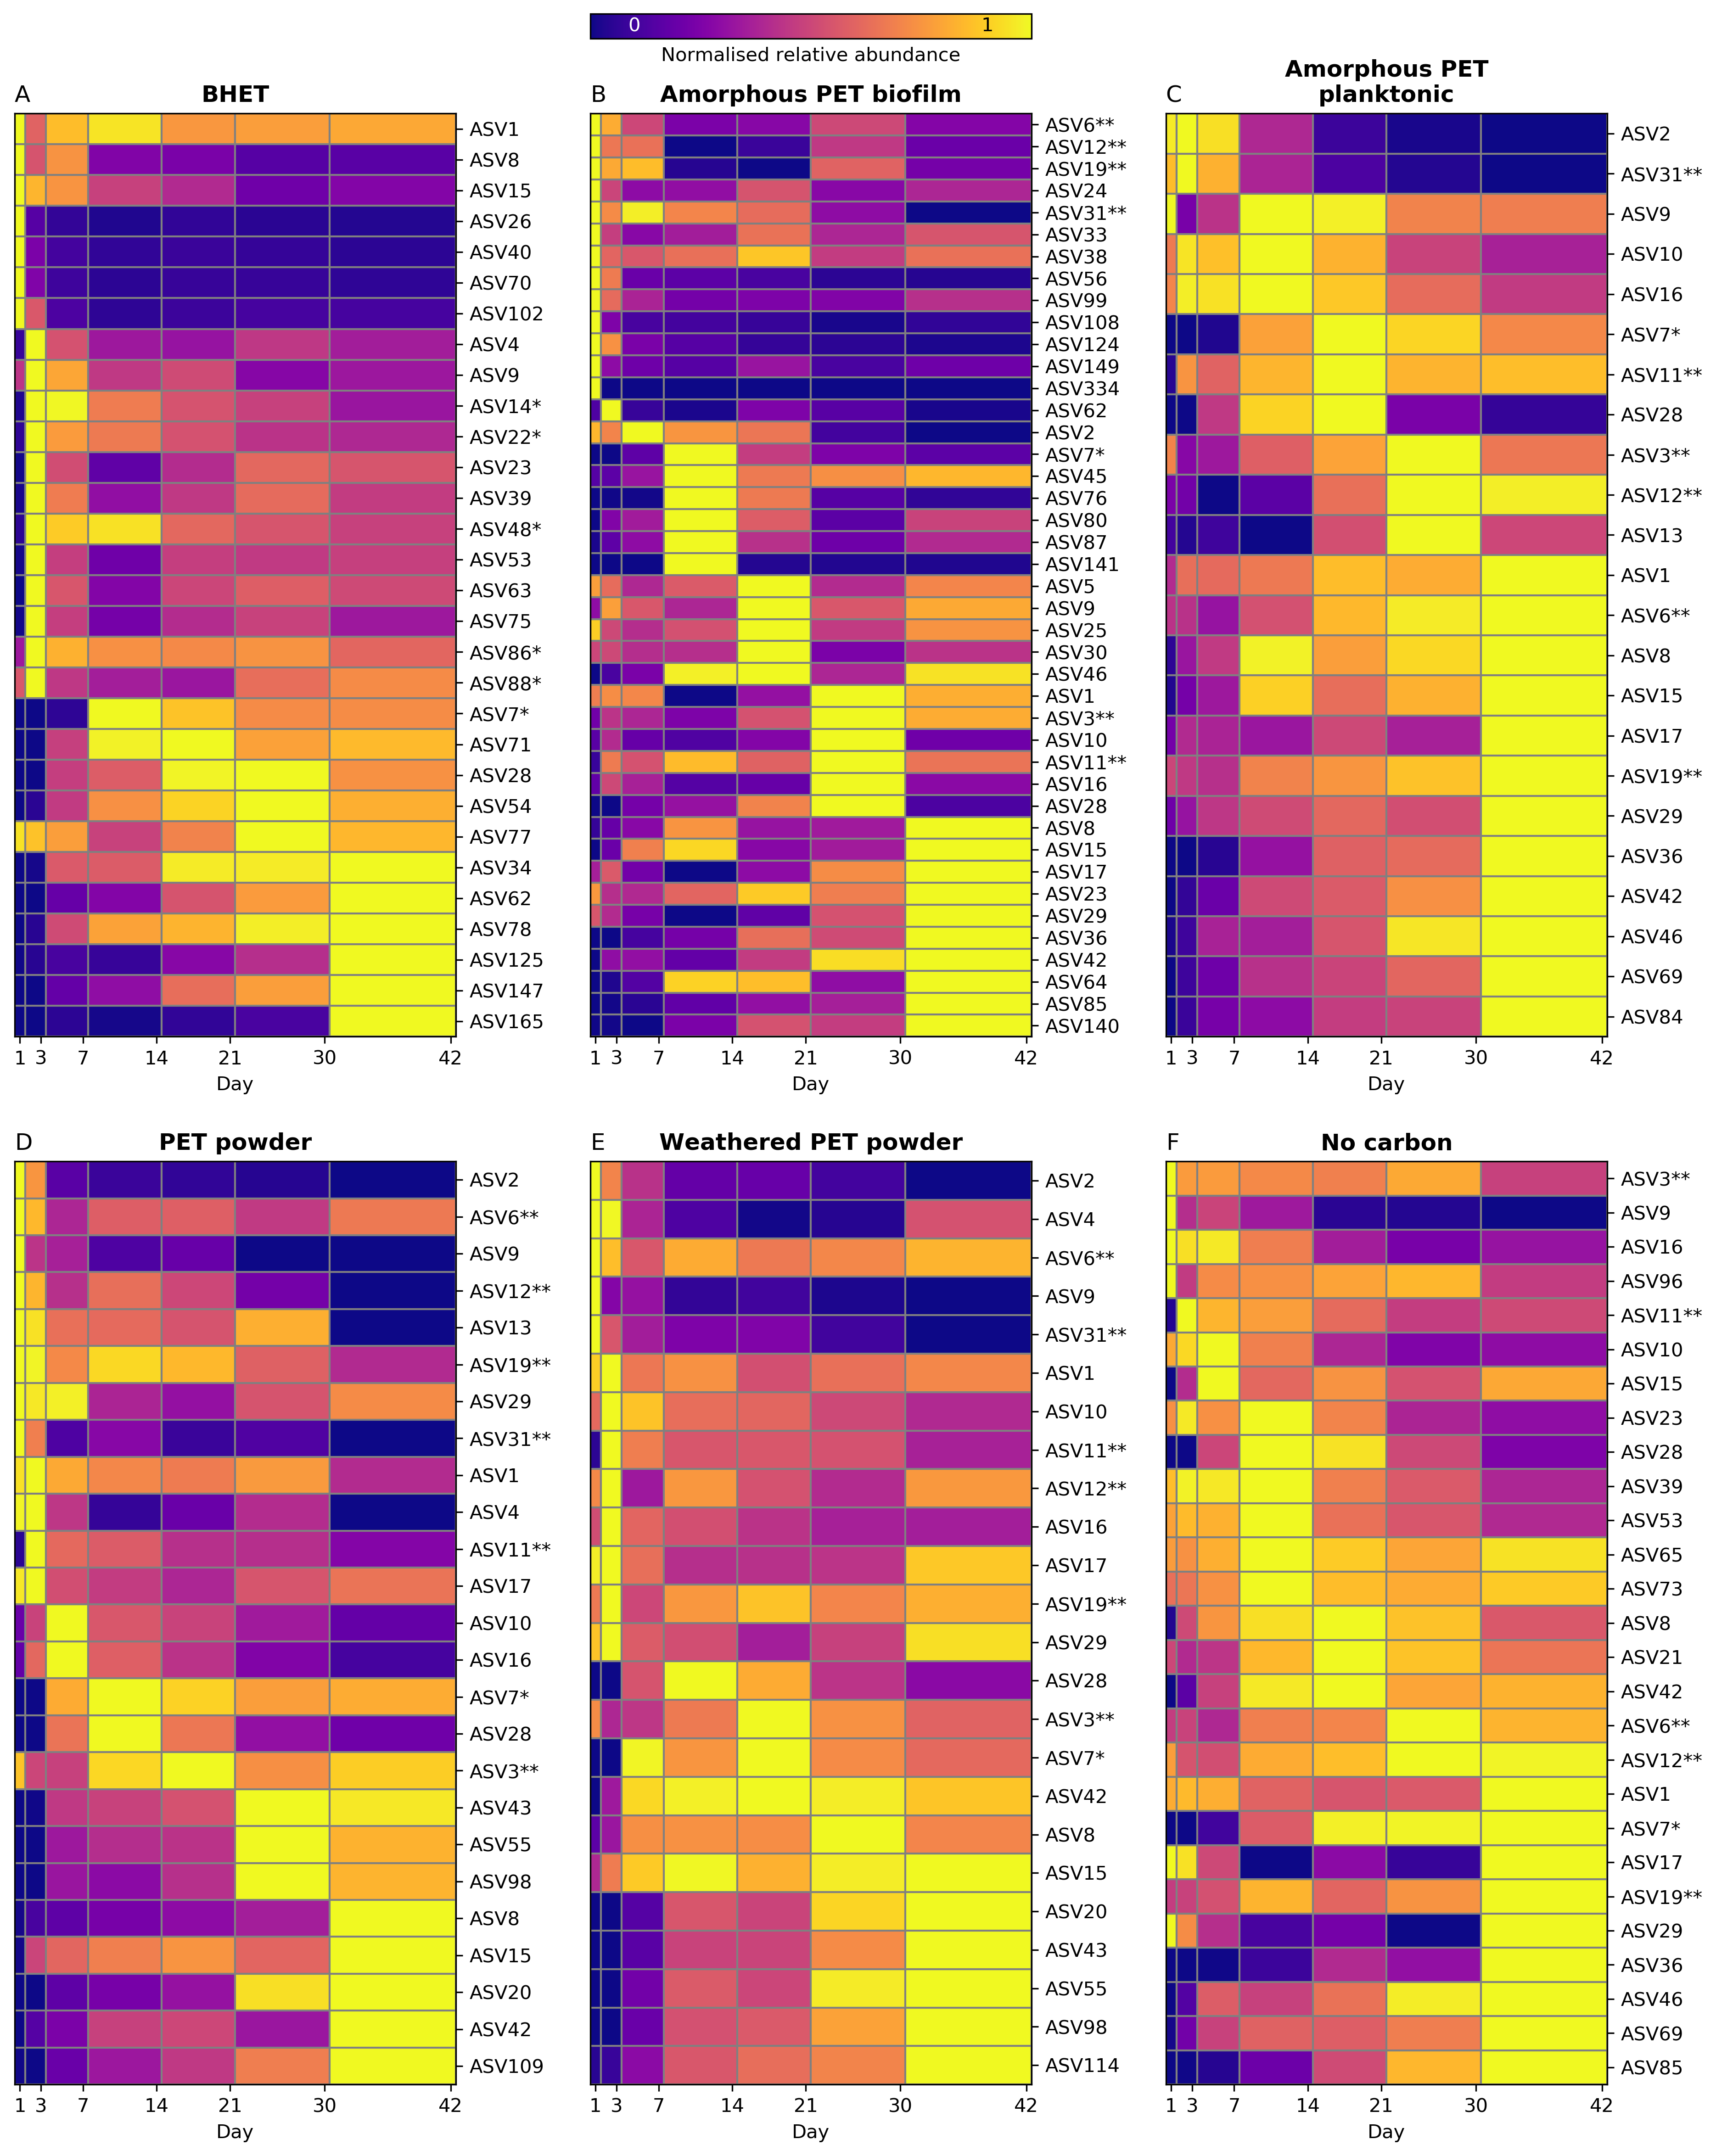 0 1
Normalised relative abundance
A BHET
ASV1
ASV8
ASV15
ASV26
ASV40
ASV70
ASV102
ASV4
ASV9
ASV14*
ASV22*
ASV23
ASV39
ASV48*
ASV53
ASV63
ASV75
ASV86*
ASV88*
ASV7*
ASV71
ASV28
ASV54
ASV77
ASV34
ASV62
ASV78
ASV125
ASV147
ASV165
1 3 7 14 21 30 42
Day
B Amorphous PET biofilm
ASV6**
ASV12**
ASV19**
ASV24
ASV31**
ASV33
ASV38
ASV56
ASV99
ASV108
ASV124
ASV149
ASV334
ASV62
ASV2
ASV7*
ASV45
ASV76
ASV80
ASV87
ASV141
ASV5
ASV9
ASV25
ASV30
ASV46
ASV1
ASV3**
ASV10
ASV11**
ASV16
ASV28
ASV8
ASV15
ASV17
ASV23
ASV29
ASV36
ASV42
ASV64
ASV85
ASV140
1 3 7 14 21 30 42
Day
Amorphous PET
C planktonic
ASV2
ASV31**
ASV9
ASV10
ASV16
ASV7*
ASV11**
ASV28
ASV3**
ASV12**
ASV13
ASV1
ASV6**
ASV8
ASV15
ASV17
ASV19**
ASV29
ASV36
ASV42
ASV46
ASV69
ASV84
1 3 7 14 21 30 42
Day
D PET powder
ASV2
ASV6**
ASV9
ASV12**
ASV13
ASV19**
ASV29
ASV31**
ASV1
ASV4
ASV11**
ASV17
ASV10
ASV16
ASV7*
ASV28
ASV3**
ASV43
ASV55
ASV98
ASV8
ASV15
ASV20
ASV42
ASV109
1 3 7 14 21 30 42
Day
E Weathered PET powder
ASV2
ASV4
ASV6**
ASV9
ASV31**
ASV1
ASV10
ASV11**
ASV12**
ASV16
ASV17
ASV19**
ASV29
ASV28
ASV3**
ASV7*
ASV42
ASV8
ASV15
ASV20
ASV43
ASV55
ASV98
ASV114
1 3 7 14 21 30 42
Day
F No carbon
ASV3**
ASV9
ASV16
ASV96
ASV11**
ASV10
ASV15
ASV23
ASV28
ASV39
ASV53
ASV65
ASV73
ASV8
ASV21
ASV42
ASV6**
ASV12**
ASV1
ASV7*
ASV17
ASV19**
ASV29
ASV36
ASV46
ASV69
ASV85
1 3 7 14 21 30 42
Day